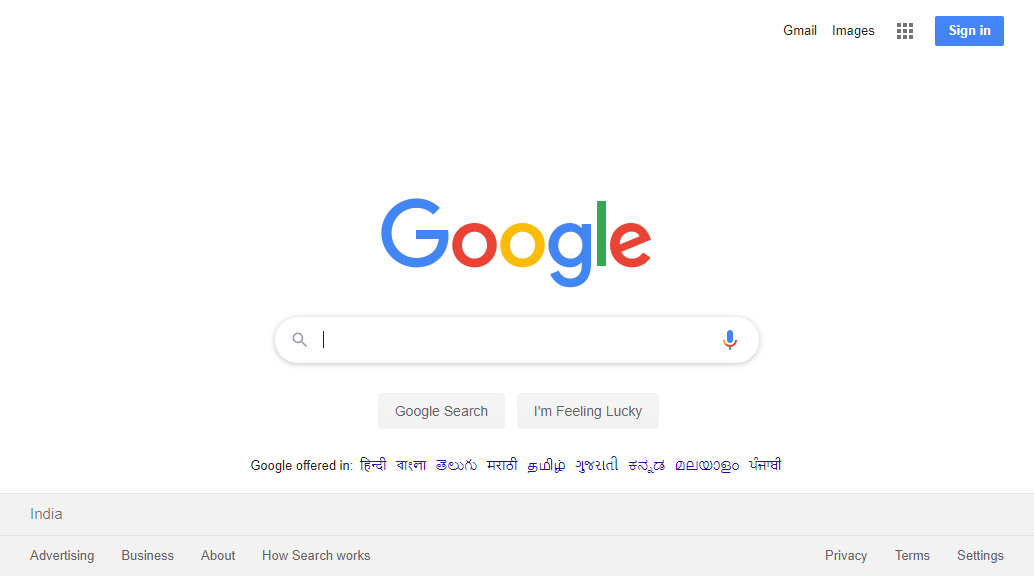 Gmail Images Sign in
Google
Google Search I'm Feeling Lucky
Google offered in: हिन्दी বাংলা తెలుగు मराठी தமிழ் ગુજરાતી ಕನ್ನಡ മലയാളം ਪੰਜਾਬੀ
India
Advertising Business About How Search works Privacy Terms Settings